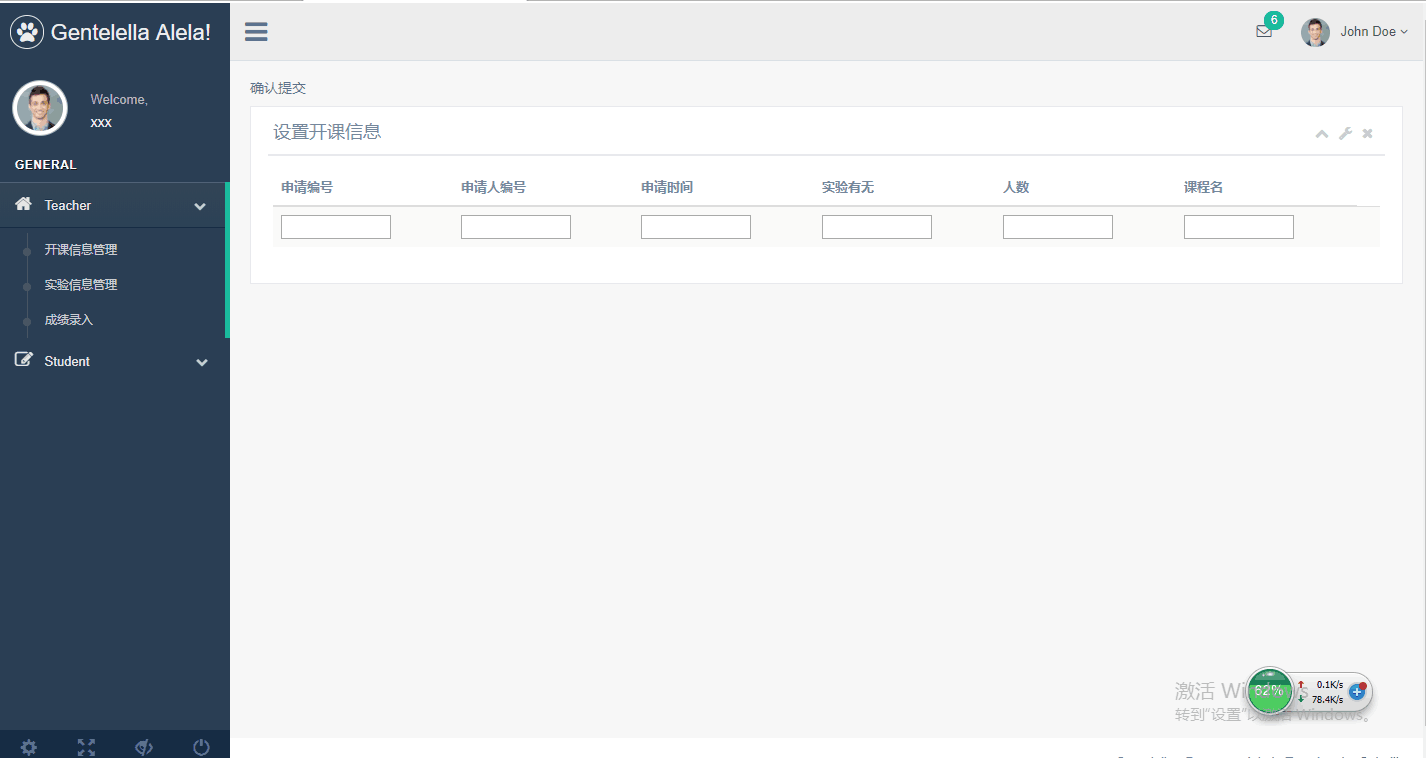 Gentelella Alela!
6
John Doe
Welcome,
xxx
GENERAL
Teacher
开课信息管理
实验信息管理
成绩录入
Student
确认提交
设置开课信息
申请编号 申请人编号 申请时间 实验有无 人数 课程名
激活 Windows
转到"设置"以激活 Windows。
62%
0.1K/s
78.4K/s